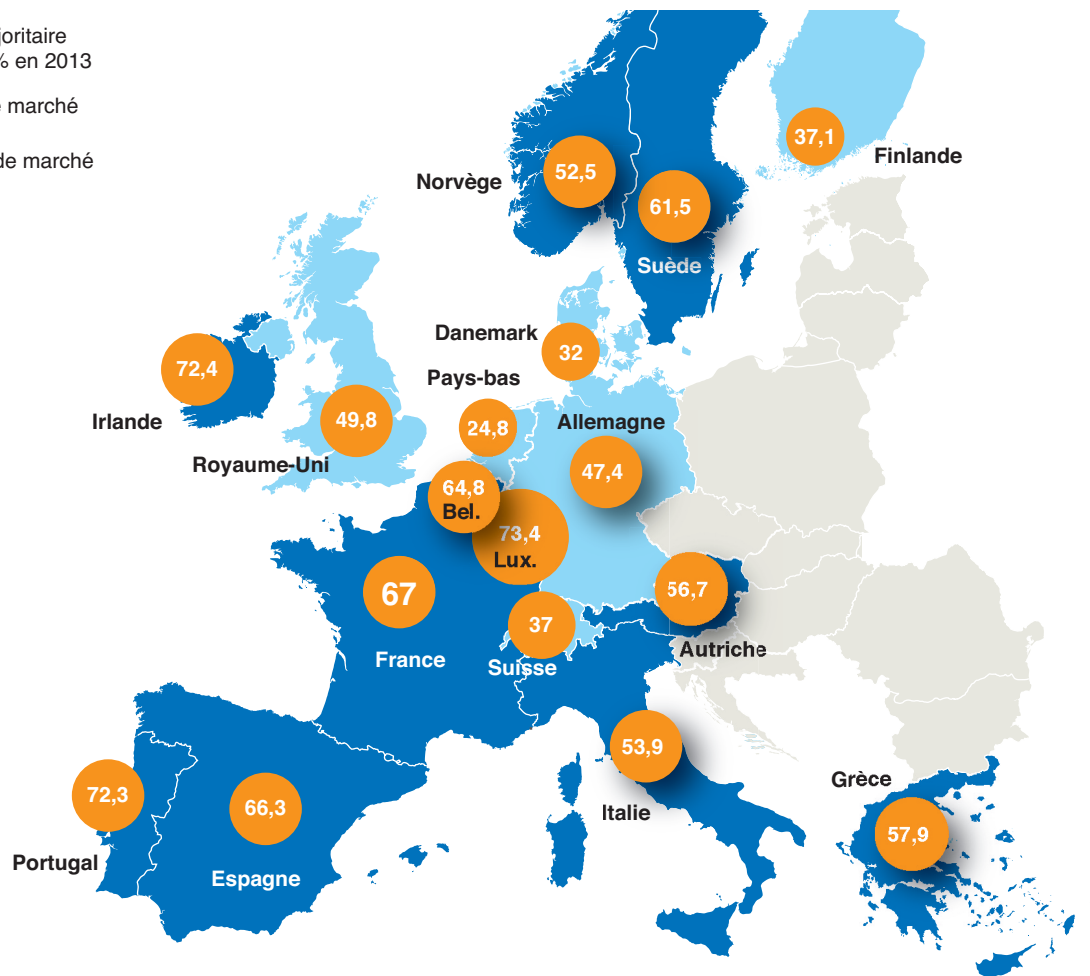 joritaire
% en 2013
marché
de marché
37,1
Finlande
52,5
Norvège
61,5
Suède
Danemark
32
72,4
Irlande
Pays-bas
24,8
49,8
Royaume-Uni
Allemagne
47,4
64,8
Bel.
73,4
Lux.
67
France
56,7
Autriche
37
Suisse
53,9
Italie
72,3
Portugal
66,3
Espagne
Grèce
57,9